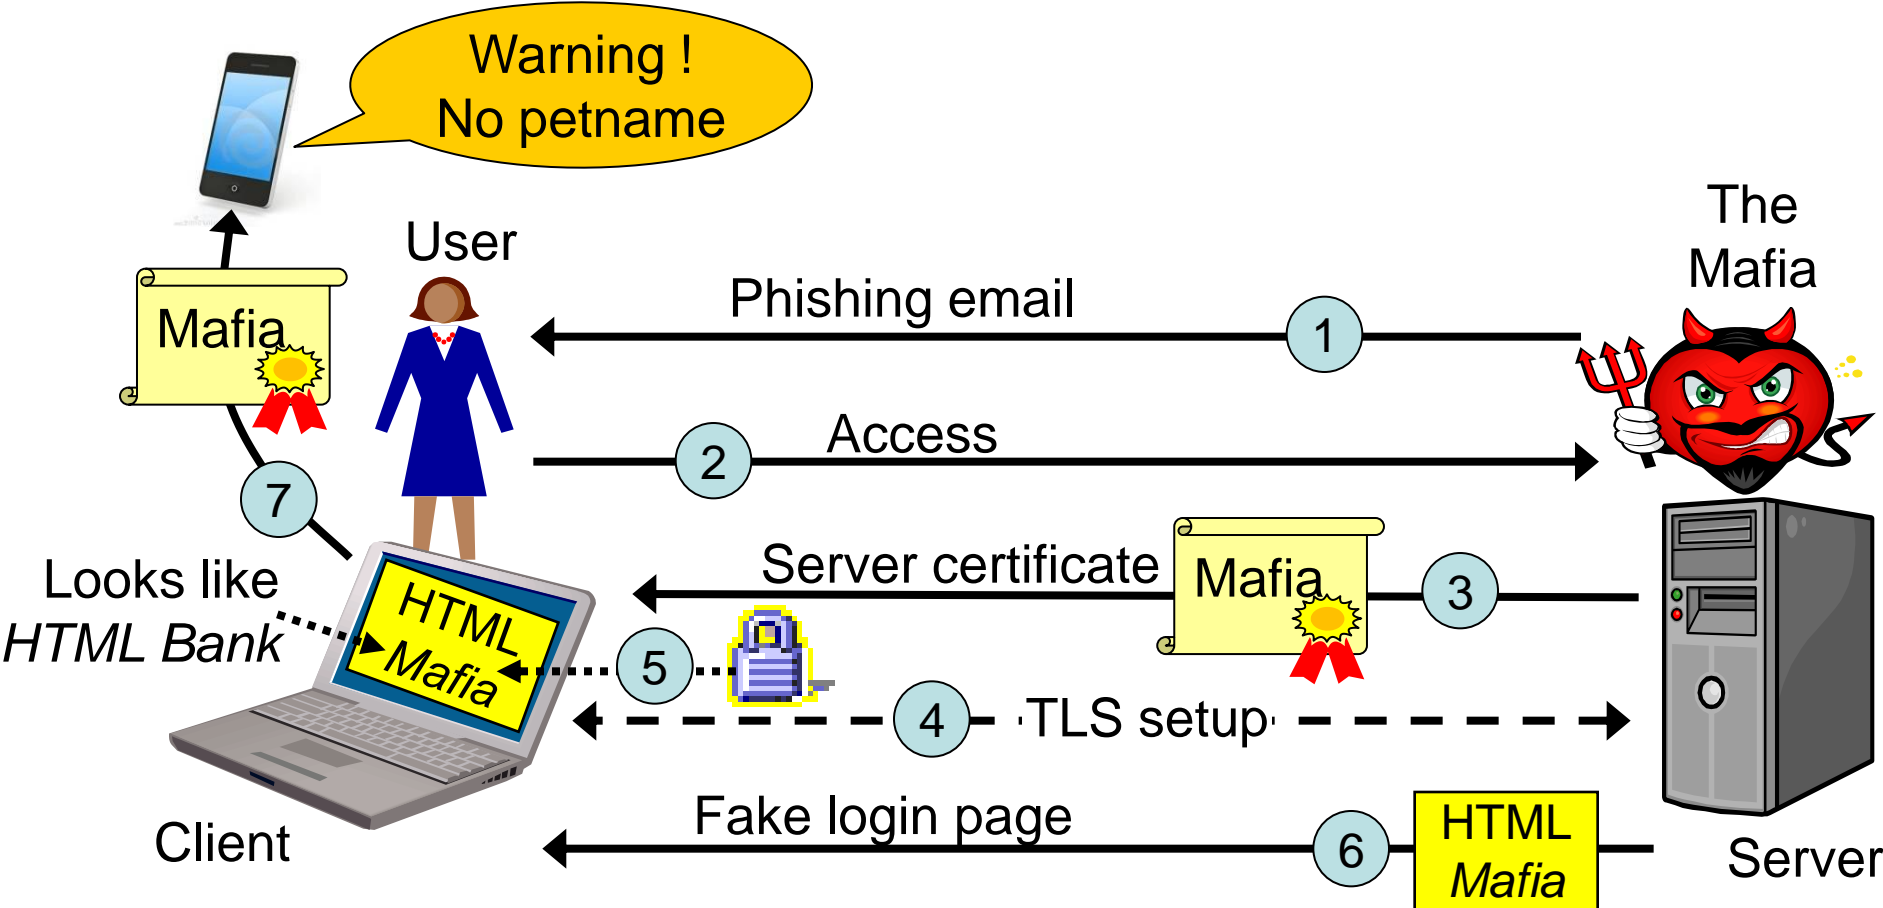 Warning !
No petname
The
Mafia
User
Phishing email
1
Mafia
Access
2
7
Server certificate
Mafia
3
Looks like
HTML Bank
HTML
Mafia
5
4
TLS setup
Fake login page
6
HTML
Mafia
Client
Server